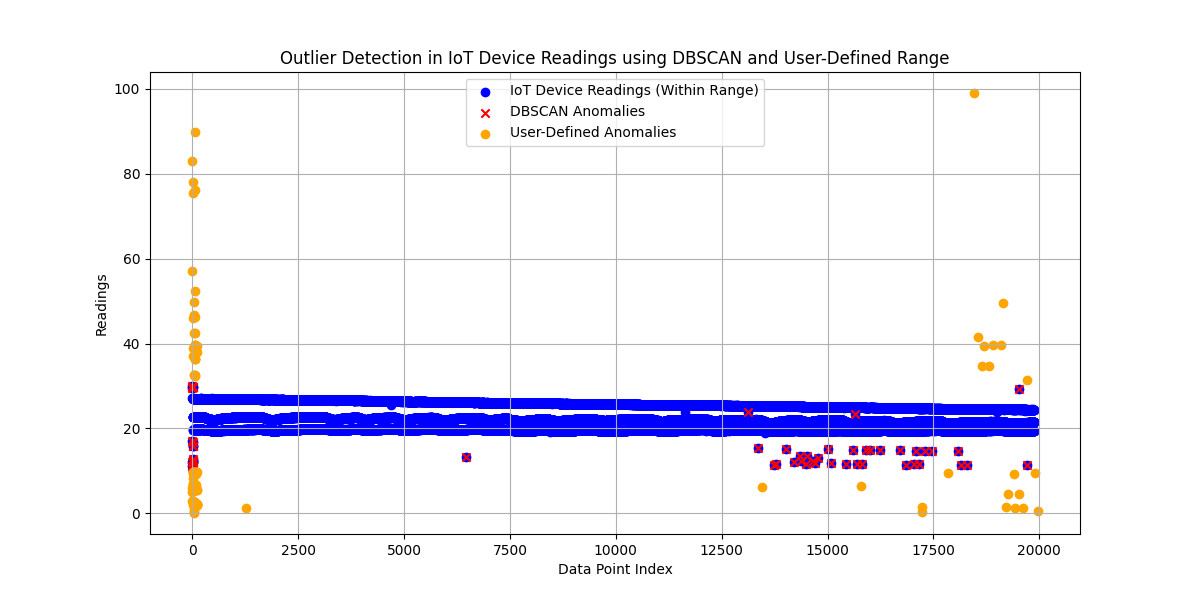 Outlier Detection in IoT Device Readings using DBSCAN and User-Defined Range
IoT Device Readings (Within Range)
DBSCAN Anomalies
User-Defined Anomalies
100
80
60
40
20
0
Readings
0 2500 5000 7500 10000 12500 15000 17500 20000
Data Point Index